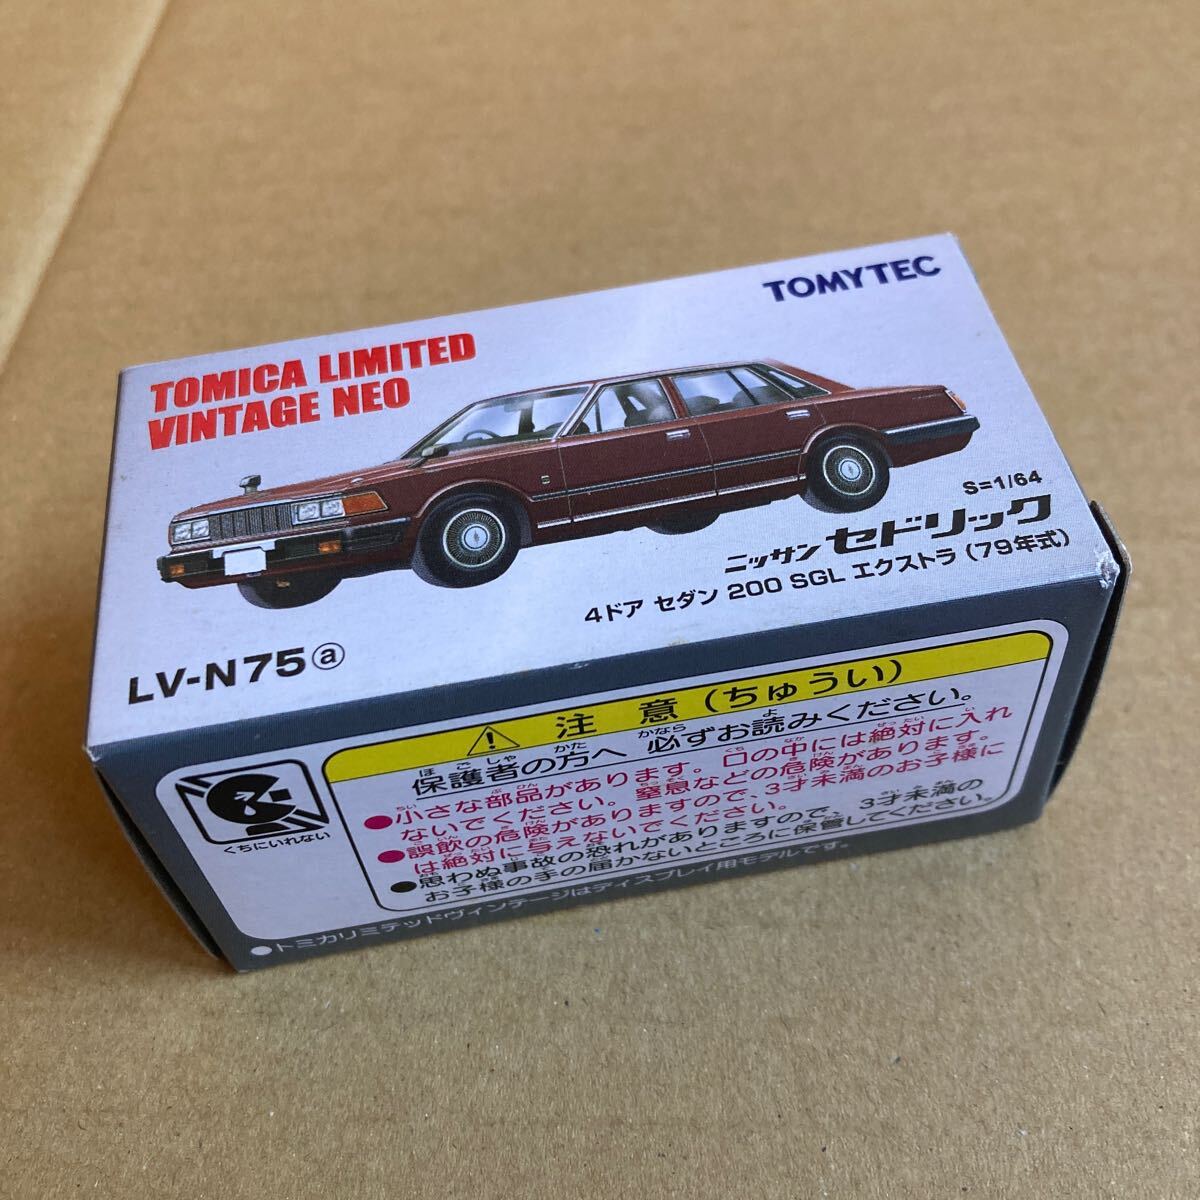 TOMYTEC
TOMICA LIMITED
VINTAGE NEO
S=1/64
ニッサン セドリック
4ドア セダン 200 SGL エクストラ (79年式)
LV-N75ⓐ
⚠ 注 意 (ちゅうい)
保護者の方へ 必ずお読みください。
●小さな部品があります。口の中には絶対に入れ
ないでください。窒息などの危険があります。
●誤飲の危険がありますので、3才未満のお子様に
は絶対に与えないでください。
●思わぬ事故の恐れがありますので、3才未満の
お子様の手の届かないところに保管してください。
くちにいれない
●トミカリミテッドヴィンテージはディスプレイ用モデルです。